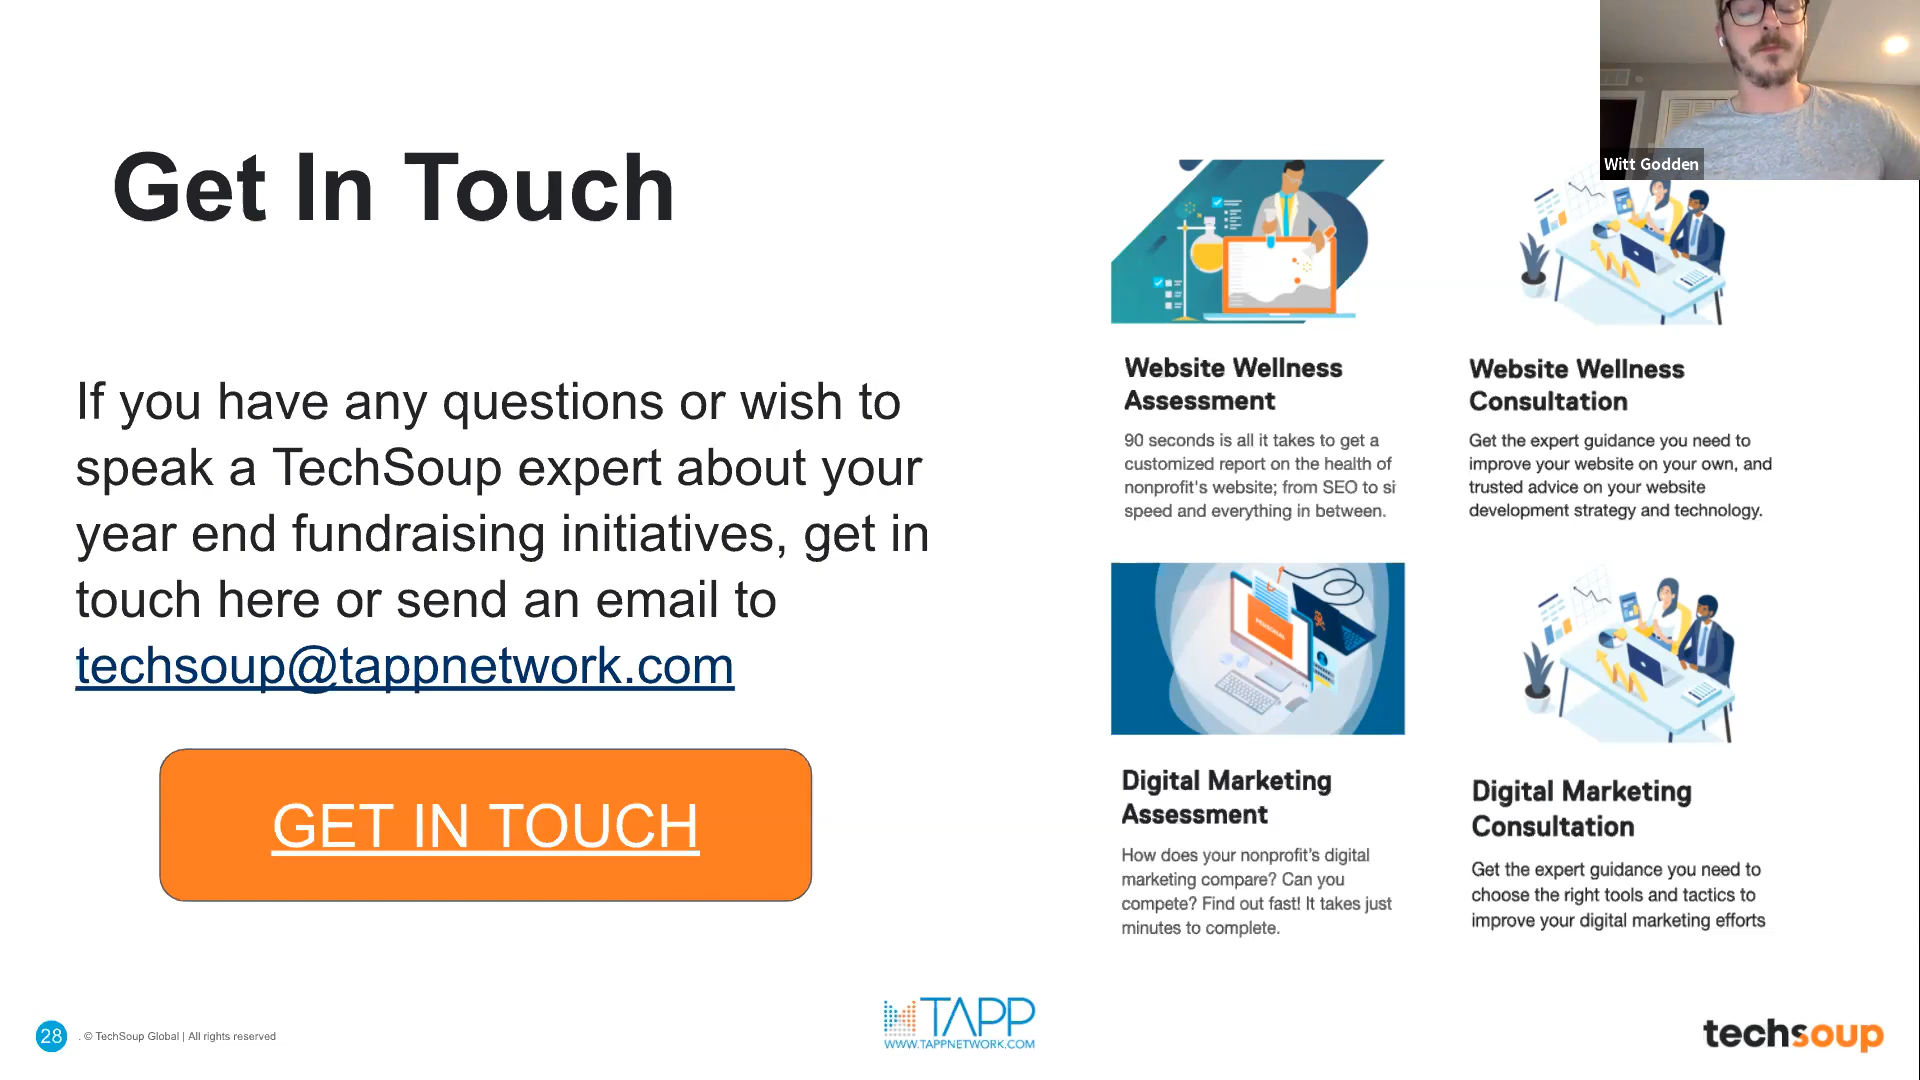 Witt Godden
Get In Touch
If you have any questions or wish to
speak a TechSoup expert about your
year end fundraising initiatives, get in
touch here or send an email to
techsoup@tappnetwork.com
GET IN TOUCH
Website Wellness
Assessment
90 seconds is all it takes to get a
customized report on the health of
nonprofit's website; from SEO to si
speed and everything in between.
Website Wellness
Consultation
Get the expert guidance you need to
improve your website on your own, and
trusted advice on your website
development strategy and technology.
PERSONAL
Digital Marketing
Assessment
How does your nonprofit's digital
marketing compare? Can you
compete? Find out fast! It takes just
minutes to complete.
Digital Marketing
Consultation
Get the expert guidance you need to
choose the right tools and tactics to
improve your digital marketing efforts
28
. © TechSoup Global | All rights reserved
TAPP
WWW.TAPPNETWORK.COM
techsoup